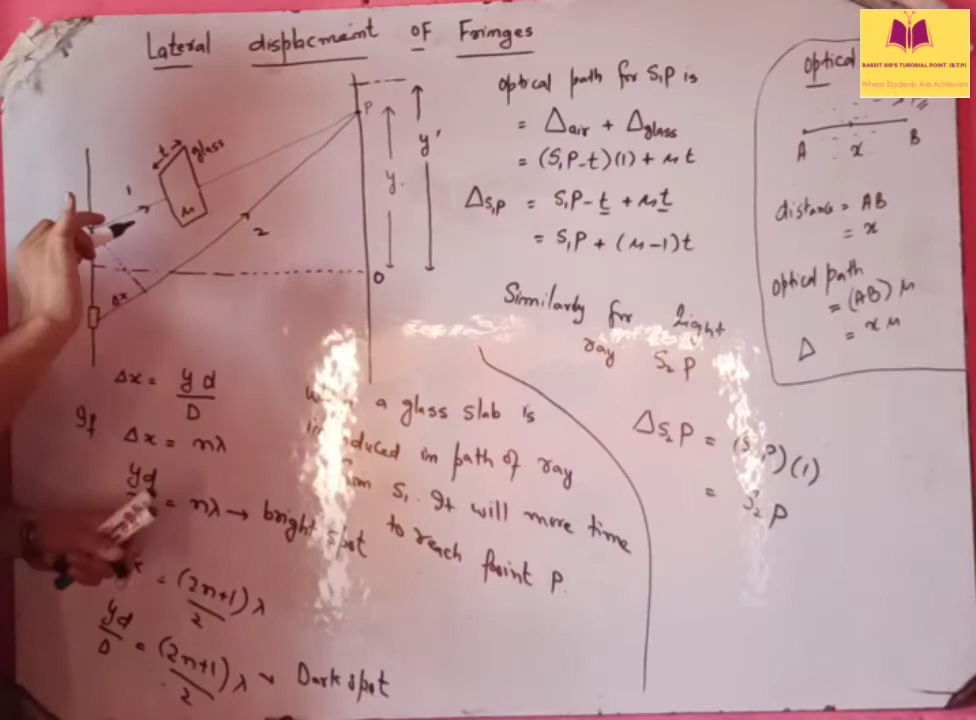 Lateral displacmaint OF Fringes
BABBIT SIR'S TUTORIAL POINT (B.T.P)
Where Students Are Achievers
t
glass
μ
1
2
P
y
y'
O
Δx
optical path for S₁P is
= Δair + Δglass
= (S₁P-t)(1) + μt
ΔS₁P = S₁P - t + μt
= S₁P + (μ-1)t
Similarly for light
ray S₂P
ΔS₂P = (S₂P)(1)
= S₂P
optical
A x B
distance = AB
= x
optical path
= (AB) μ
Δ = xμ
Δx = yd/D
If Δx = nλ
yd = nλ → bright spot
= (2n+1)/2 λ
yd/D = (2n+1)/2 λ → Dark spot
a glass slab is
in path of ray
S₁. It will more time
to reach point P.